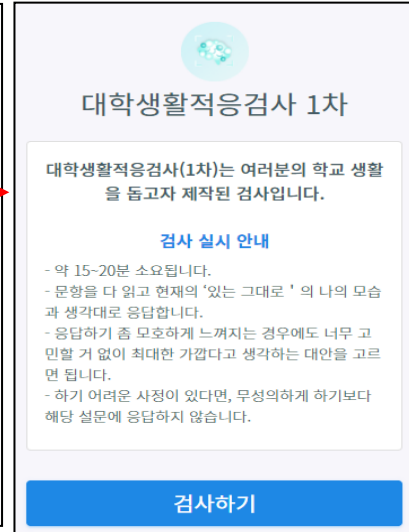 대학생활적응검사 1차
대학생활적응검사(1차)는 여러분의 학교 생활
을 돕고자 제작된 검사입니다.
검사 실시 안내
- 약 15~20분 소요됩니다.
- 문항을 다 읽고 현재의 ‘있는 그대로 ' 의 나의 모습
과 생각대로 응답합니다.
- 응답하기 좀 모호하게 느껴지는 경우에도 너무 고
민할 거 없이 최대한 가깝다고 생각하는 대안을 고르
면 됩니다.
- 하기 어려운 사정이 있다면, 무성의하게 하기보다
해당 설문에 응답하지 않습니다.
검사하기